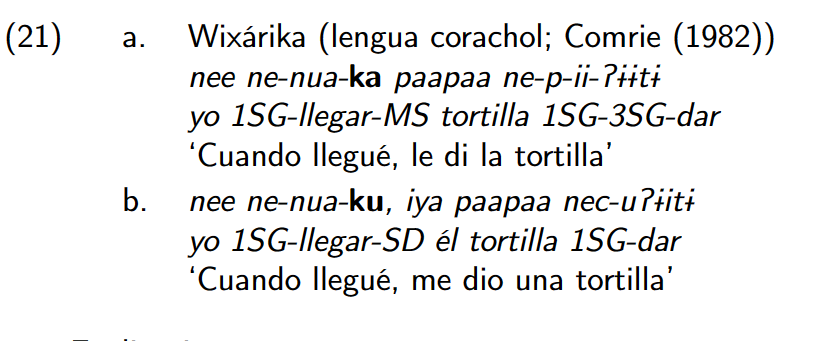 (21) a. Wixárika (lengua corachol; Comrie (1982))
nee ne-nua-ka paapaa ne-p-ii-ʔɨɨtɨ
yo 1SG-llegar-MS tortilla 1SG-3SG-dar
‘Cuando llegué, le di la tortilla’
b. nee ne-nua-ku, iya paapaa nec-uʔɨitɨ
yo 1SG-llegar-SD él tortilla 1SG-dar
‘Cuando llegué, me dio una tortilla’